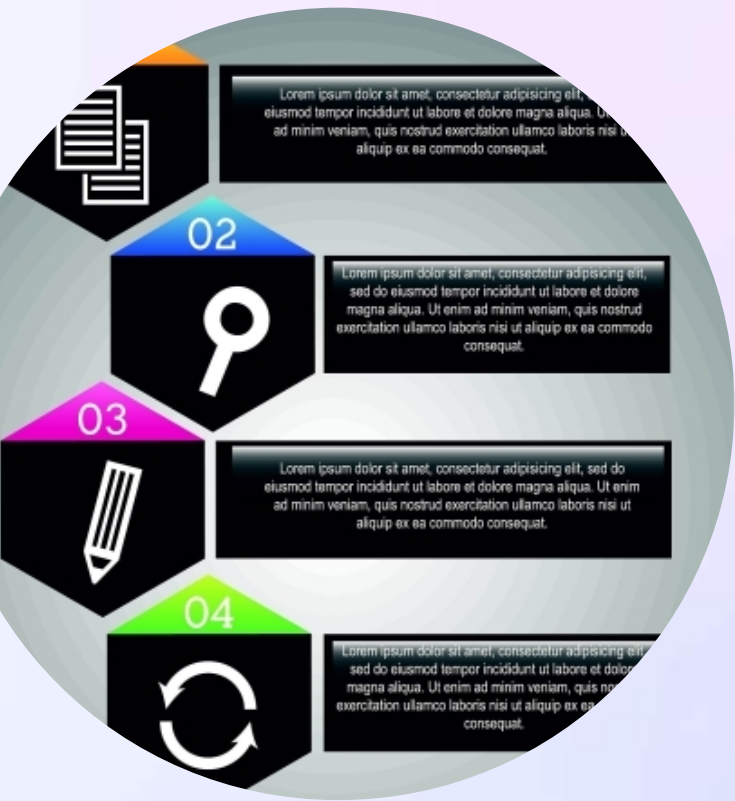 Lorem ipsum dolor sit amet, consectetur adipisicing elit,
eiusmod tempor incididunt ut labore et dolore magna aliqua.
ad minim veniam, quis nostrud exercitation ullamco laboris nisi
aliquip ex ea commodo consequat.
02
Lorem ipsum dolor sit amet, consectetur adipisicing elit,
sed do eiusmod tempor incididunt ut labore et dolore
magna aliqua. Ut enim ad minim veniam, quis nostrud
exercitation ullamco laboris nisi ut aliquip ex ea commodo
consequat.
03
Lorem ipsum dolor sit amet, consectetur adipisicing elit, sed do
eiusmod tempor incididunt ut labore et dolore magna aliqua. Ut enim
ad minim veniam, quis nostrud exercitation ullamco laboris nisi ut
aliquip ex ea commodo consequat.
04
Lorem ipsum dolor sit amet, consectetur adipisicing elit
sed do eiusmod tempor incididunt ut labore et
magna aliqua. Ut enim ad minim veniam, quis
exercitation ullamco laboris nisi ut aliquip ex ea
consequat.